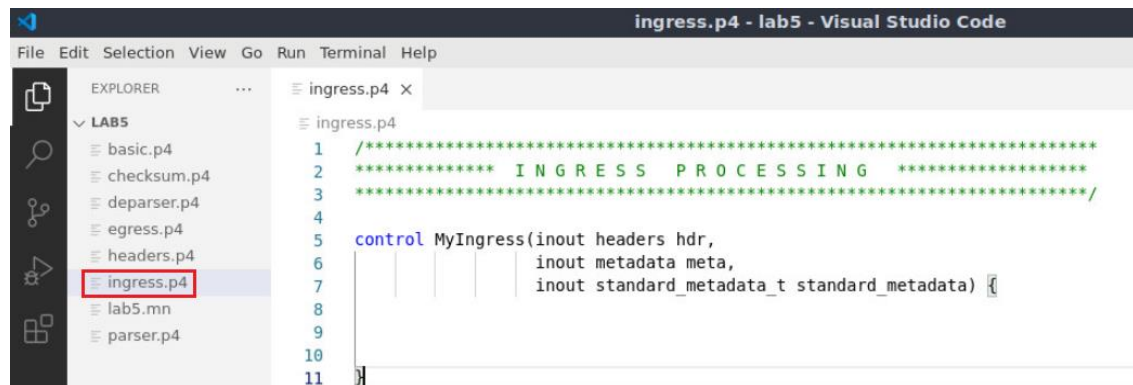 ingress.p4 - lab5 - Visual Studio Code
File Edit Selection View Go Run Terminal Help
EXPLORER ...
ingress.p4 ×
LAB5
basic.p4
checksum.p4
deparser.p4
egress.p4
headers.p4
ingress.p4
lab5.mn
parser.p4
ingress.p4
1 /*************************************************************************
2 ************** I N G R E S S   P R O C E S S I N G   *******************
3 *************************************************************************/
4
5 control MyIngress(inout headers hdr,
6                   inout metadata meta,
7                   inout standard_metadata_t standard_metadata) {
8
9
10
11 }